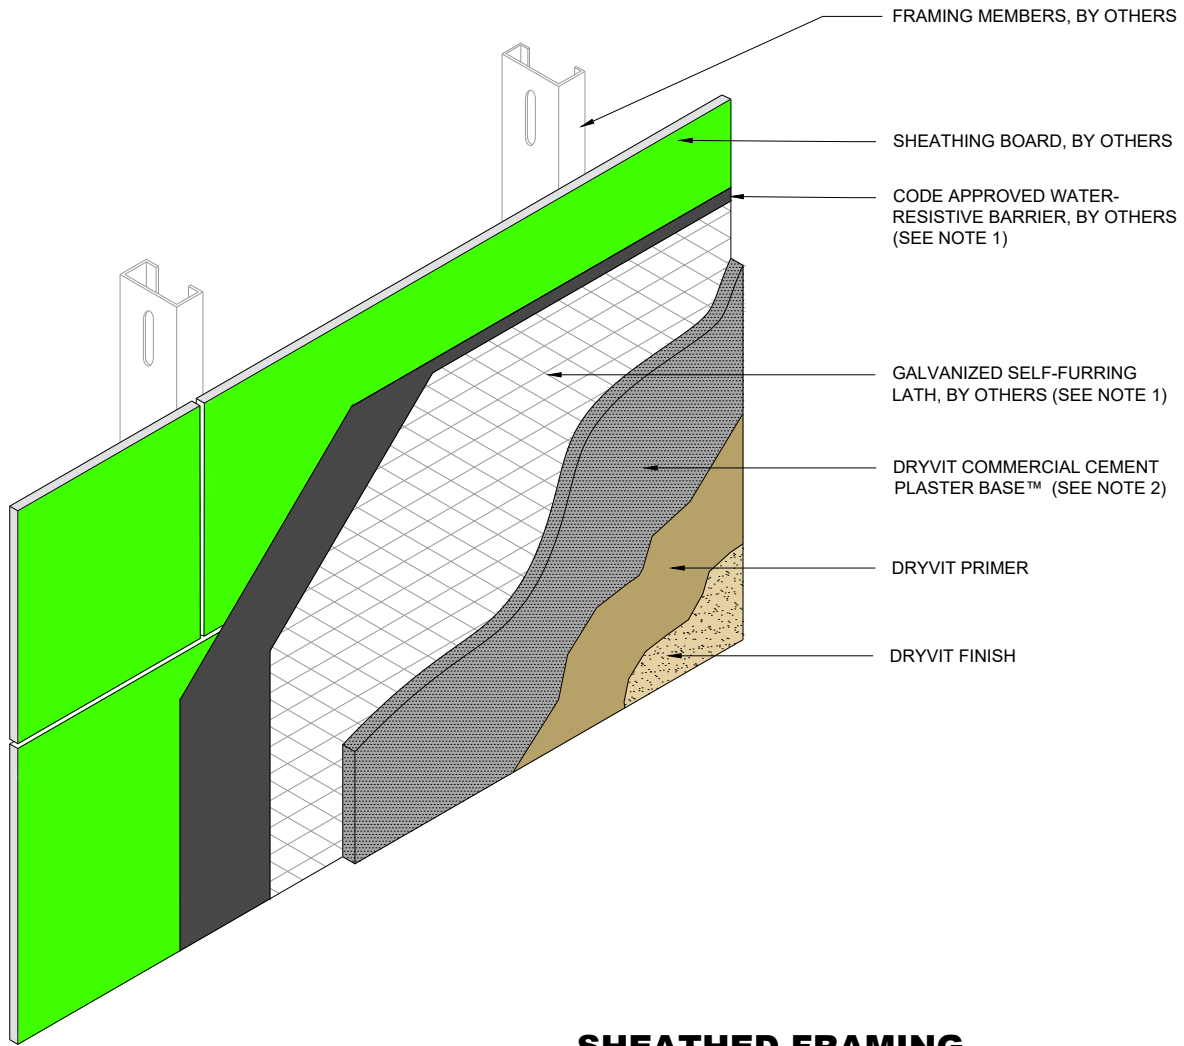 FRAMING MEMBERS, BY OTHERS
SHEATHING BOARD, BY OTHERS
CODE APPROVED WATER-
RESISTIVE BARRIER, BY OTHERS
(SEE NOTE 1)
GALVANIZED SELF-FURRING
LATH, BY OTHERS (SEE NOTE 1)
DRYVIT COMMERCIAL CEMENT
PLASTER BASE™ (SEE NOTE 2)
DRYVIT PRIMER
DRYVIT FINISH
SHEATHED FRAMING